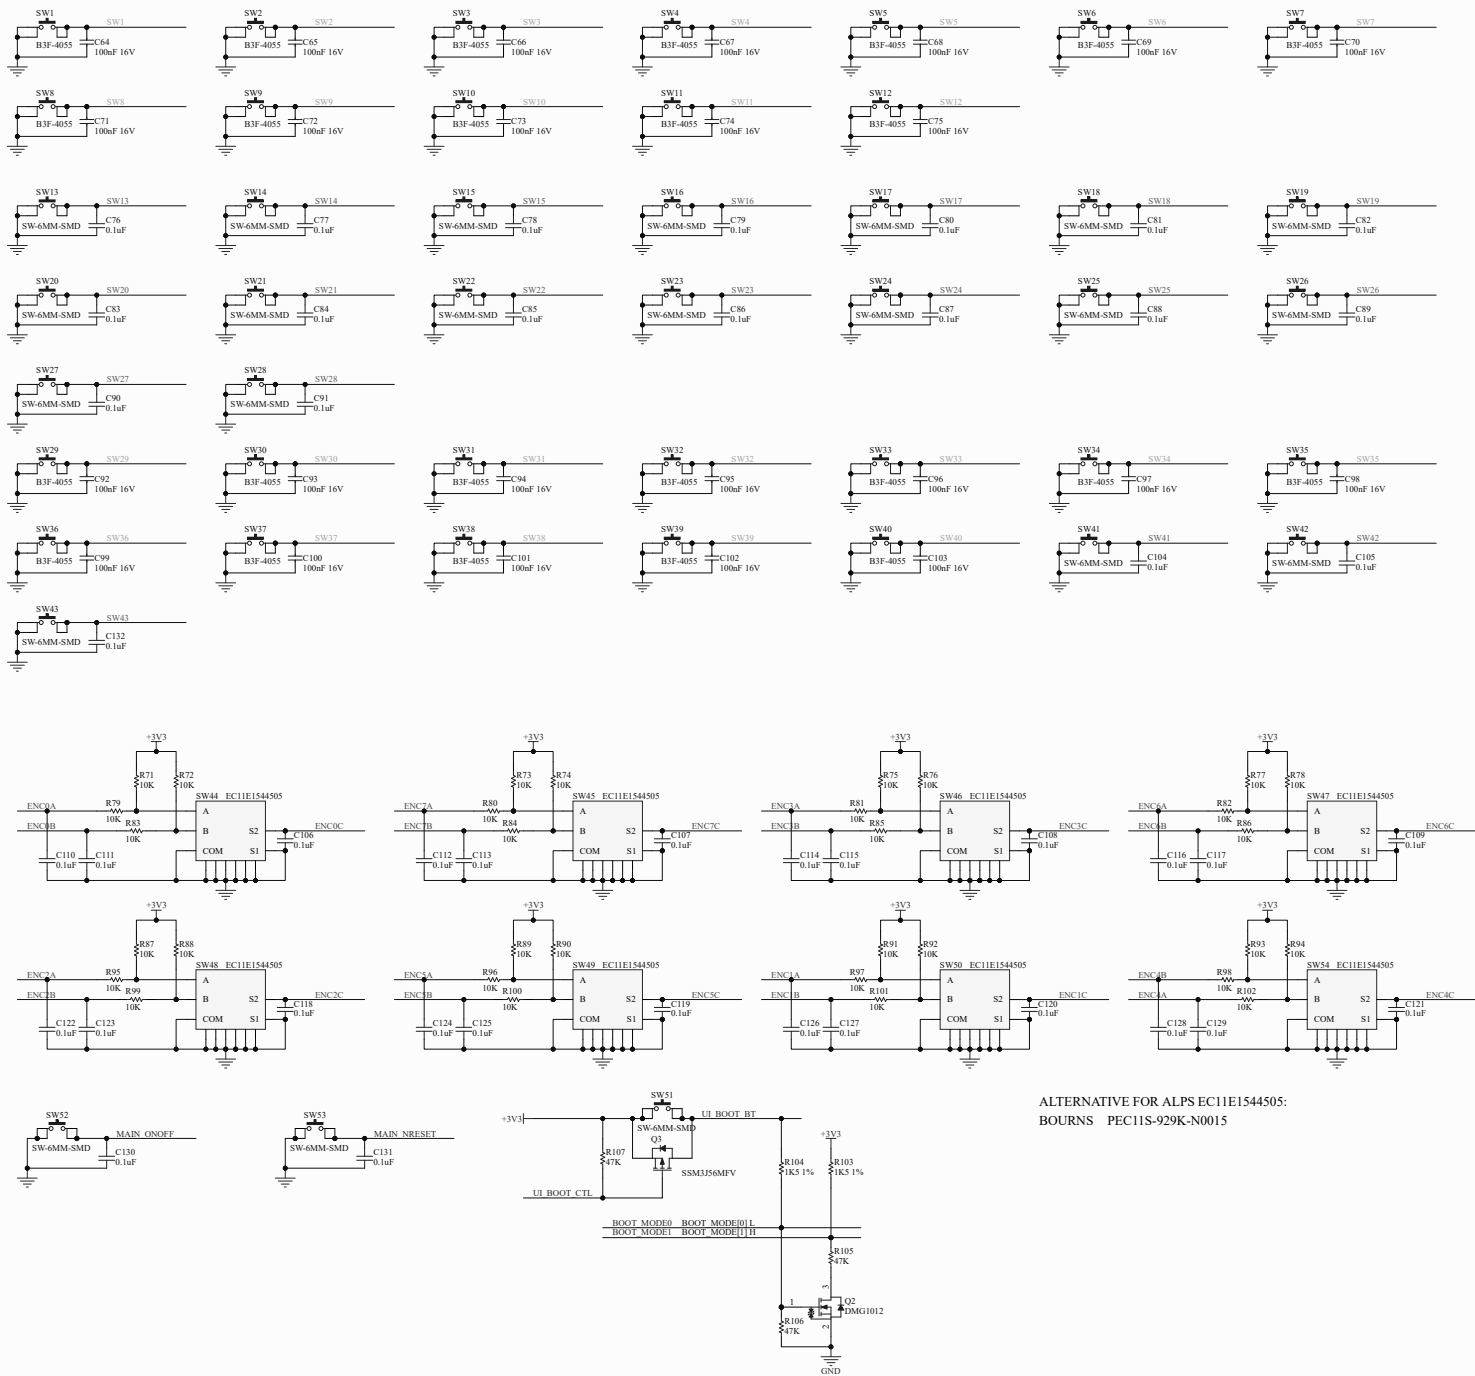 SW1 SW1 SW2 SW2 SW3 SW3 SW4 SW4 SW5 SW5 SW6 SW6 SW7 SW7
B3F-4055 C64 B3F-4055 C65 B3F-4055 C66 B3F-4055 C67 B3F-4055 C68 B3F-4055 C69 B3F-4055 C70
100nF 16V 100nF 16V 100nF 16V 100nF 16V 100nF 16V 100nF 16V 100nF 16V
SW8 SW8 SW9 SW9 SW10 SW10 SW11 SW11 SW12 SW12
B3F-4055 C71 B3F-4055 C72 B3F-4055 C73 B3F-4055 C74 B3F-4055 C75
100nF 16V 100nF 16V 100nF 16V 100nF 16V 100nF 16V
SW13 SW13 SW14 SW14 SW15 SW15 SW16 SW16 SW17 SW17 SW18 SW18 SW19 SW19
SW-6MM-SMD C76 SW-6MM-SMD C77 SW-6MM-SMD C78 SW-6MM-SMD C79 SW-6MM-SMD C80 SW-6MM-SMD C81 SW-6MM-SMD C82
0.1uF 0.1uF 0.1uF 0.1uF 0.1uF 0.1uF 0.1uF
SW20 SW20 SW21 SW21 SW22 SW22 SW23 SW23 SW24 SW24 SW25 SW25 SW26 SW26
SW-6MM-SMD C83 SW-6MM-SMD C84 SW-6MM-SMD C85 SW-6MM-SMD C86 SW-6MM-SMD C87 SW-6MM-SMD C88 SW-6MM-SMD C89
0.1uF 0.1uF 0.1uF 0.1uF 0.1uF 0.1uF 0.1uF
SW27 SW27 SW28 SW28
SW-6MM-SMD C90 SW-6MM-SMD C91
0.1uF 0.1uF
SW29 SW29 SW30 SW30 SW31 SW31 SW32 SW32 SW33 SW33 SW34 SW34 SW35 SW35
B3F-4055 C92 B3F-4055 C93 B3F-4055 C94 B3F-4055 C95 B3F-4055 C96 B3F-4055 C97 B3F-4055 C98
100nF 16V 100nF 16V 100nF 16V 100nF 16V 100nF 16V 100nF 16V 100nF 16V
SW36 SW36 SW37 SW37 SW38 SW38 SW39 SW39 SW40 SW40 SW41 SW41 SW42 SW42
B3F-4055 C99 B3F-4055 C100 B3F-4055 C101 B3F-4055 C102 B3F-4055 C103 SW-6MM-SMD C104 SW-6MM-SMD C105
100nF 16V 100nF 16V 100nF 16V 100nF 16V 100nF 16V 0.1uF 0.1uF
SW43 SW43
SW-6MM-SMD C132
0.1uF
+3V3 +3V3 +3V3 +3V3
R71 R72 R73 R74 R75 R76 R77 R78
10K 10K 10K 10K 10K 10K 10K 10K
SW44 EC11E1544505 SW45 EC11E1544505 SW46 EC11E1544505 SW47 EC11E1544505
ENC0A R79 10K A ENC7A R80 10K A ENC3A R81 10K A ENC6A R82 10K A
ENC0B R83 10K B S2 C106 ENC0C ENC7B R84 10K B S2 C107 ENC7C ENC3B R85 10K B S2 C108 ENC3C ENC6B R86 10K B S2 C109 ENC6C
0.1uF 0.1uF 0.1uF 0.1uF
C110 C111 COM S1 C112 C113 COM S1 C114 C115 COM S1 C116 C117 COM S1
0.1uF 0.1uF 0.1uF 0.1uF 0.1uF 0.1uF 0.1uF 0.1uF
+3V3 +3V3 +3V3 +3V3
R87 R88 R89 R90 R91 R92 R93 R94
10K 10K 10K 10K 10K 10K 10K 10K
SW48 EC11E1544505 SW49 EC11E1544505 SW50 EC11E1544505 SW54 EC11E1544505
ENC2A R95 10K A ENC5A R96 10K A ENC1A R97 10K A ENC4B R98 10K A
ENC2B R99 10K B S2 C118 ENC2C ENC5B R100 10K B S2 C119 ENC5C ENC1B R101 10K B S2 C120 ENC1C ENC4A R102 10K B S2 C121 ENC4C
0.1uF 0.1uF 0.1uF 0.1uF
C122 C123 COM S1 C124 C125 COM S1 C126 C127 COM S1 C128 C129 COM S1
0.1uF 0.1uF 0.1uF 0.1uF 0.1uF 0.1uF 0.1uF 0.1uF
SW51
ALTERNATIVE FOR ALPS EC11E1544505:
BOURNS PEC11S-929K-N0015
SW52 SW53 +3V3 UI_BOOT_BT
SW-6MM-SMD
MAIN_ONOFF MAIN_NRESET Q3 +3V3
SW-6MM-SMD C130 SW-6MM-SMD C131 R107
0.1uF 0.1uF 47K
R104 R103
SSM3J56MFV 1K5 1% 1K5 1%
UI_BOOT_CTL
BOOT_MODE0 BOOT_MODE[0] L
BOOT_MODE1 BOOT_MODE[1] H
R105
47K
3
1 Q2
DMG1012
R106 2
47K
GND